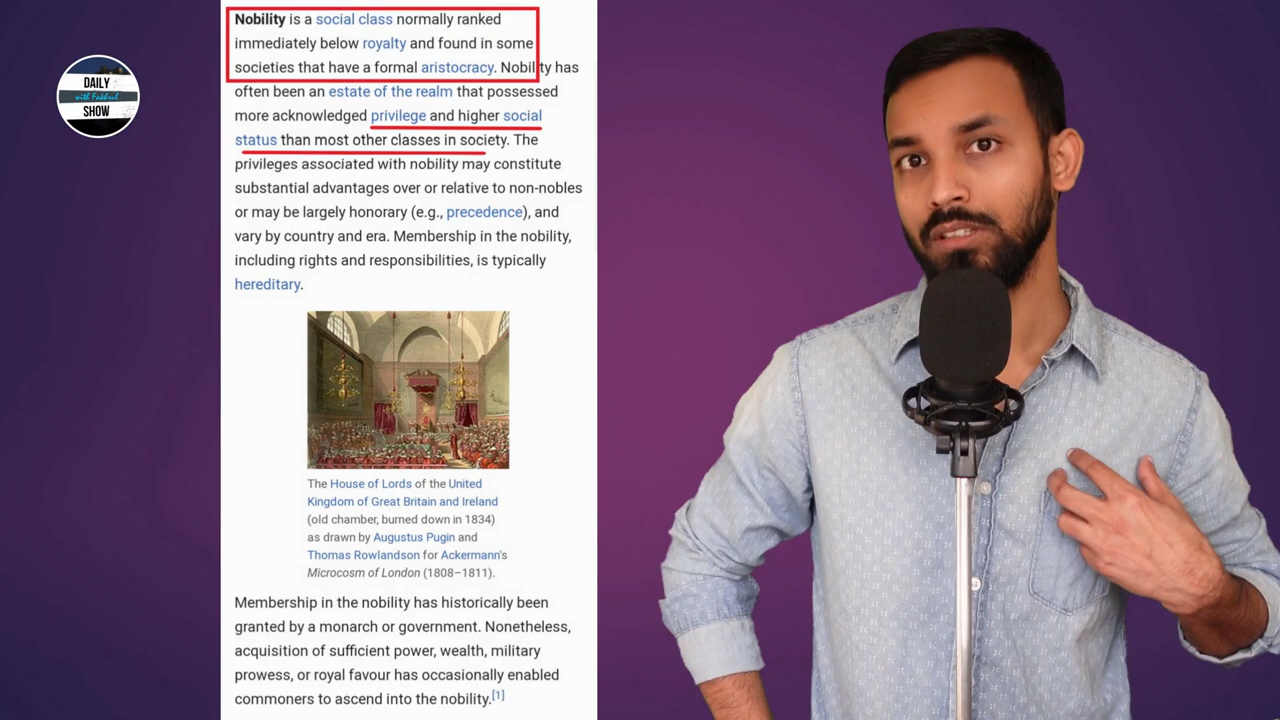 DAILY
with Fakhrul
SHOW
Nobility is a social class normally ranked
immediately below royalty and found in some
societies that have a formal aristocracy. Nobility has
often been an estate of the realm that possessed
more acknowledged privilege and higher social
status than most other classes in society. The
privileges associated with nobility may constitute
substantial advantages over or relative to non-nobles
or may be largely honorary (e.g., precedence), and
vary by country and era. Membership in the nobility,
including rights and responsibilities, is typically
hereditary.
The House of Lords of the United
Kingdom of Great Britain and Ireland
(old chamber, burned down in 1834)
as drawn by Augustus Pugin and
Thomas Rowlandson for Ackermann's
Microcosm of London (1808–1811).
Membership in the nobility has historically been
granted by a monarch or government. Nonetheless,
acquisition of sufficient power, wealth, military
prowess, or royal favour has occasionally enabled
commoners to ascend into the nobility.[1]